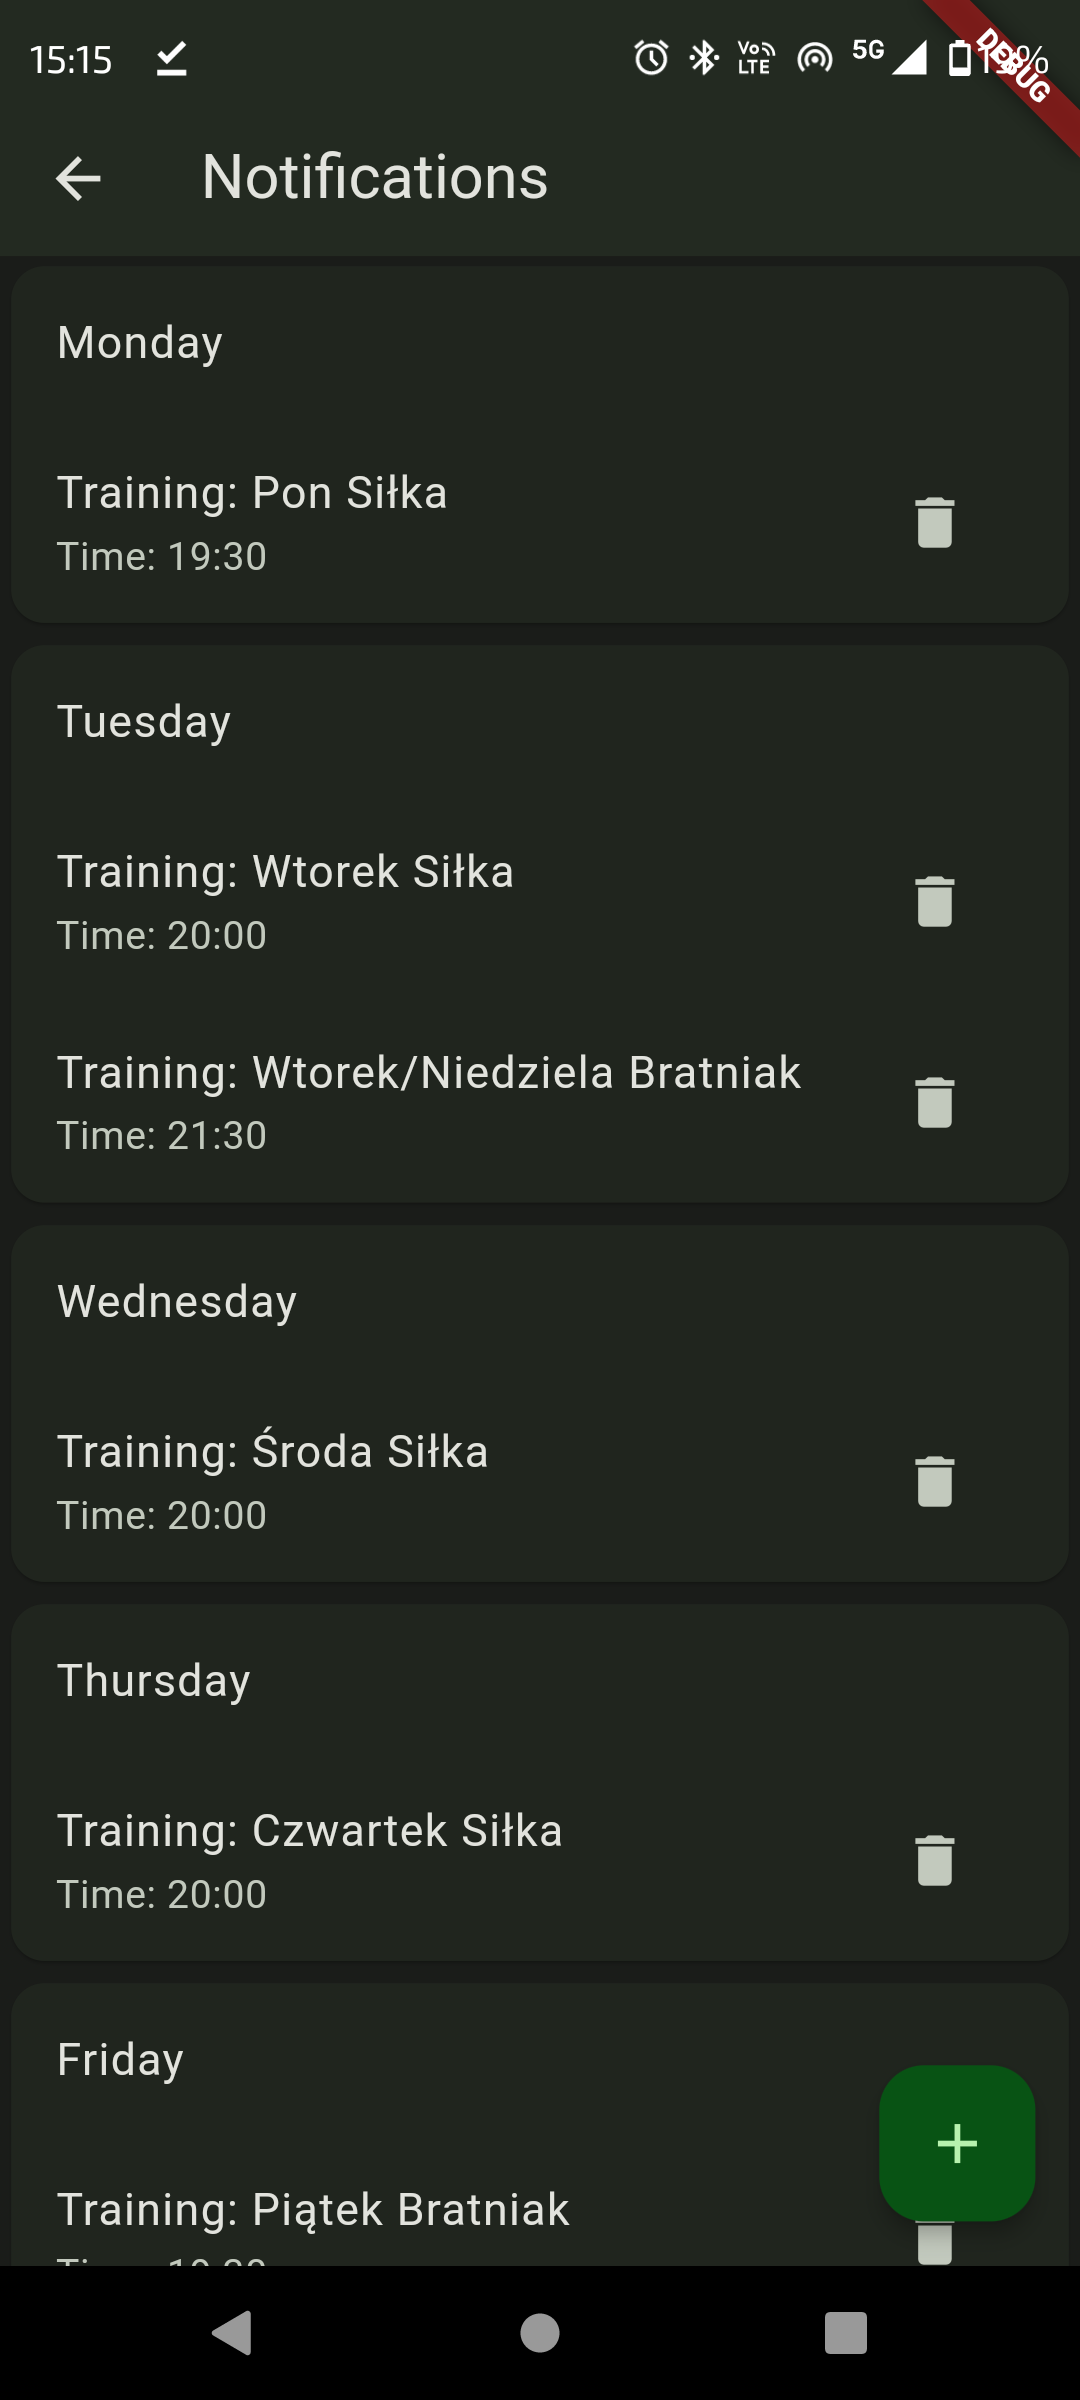 15:15
VoLTE 5G
DEBUG
Notifications
Monday
Training: Pon Siłka
Time: 19:30
Tuesday
Training: Wtorek Siłka
Time: 20:00
Training: Wtorek/Niedziela Bratniak
Time: 21:30
Wednesday
Training: Środa Siłka
Time: 20:00
Thursday
Training: Czwartek Siłka
Time: 20:00
Friday
Training: Piątek Bratniak